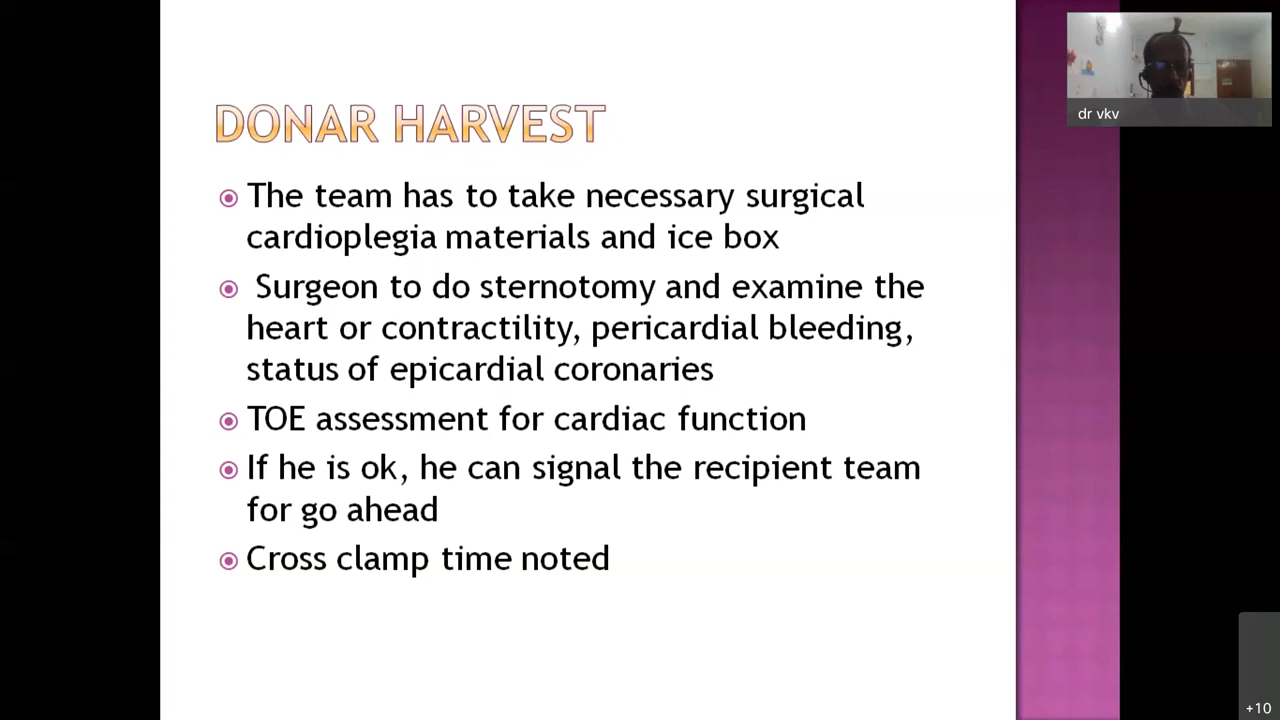 DONAR HARVEST
The team has to take necessary surgical
cardioplegia materials and ice box
Surgeon to do sternotomy and examine the
heart or contractility, pericardial bleeding,
status of epicardial coronaries
TOE assessment for cardiac function
If he is ok, he can signal the recipient team
for go ahead
Cross clamp time noted
dr vkv
+10